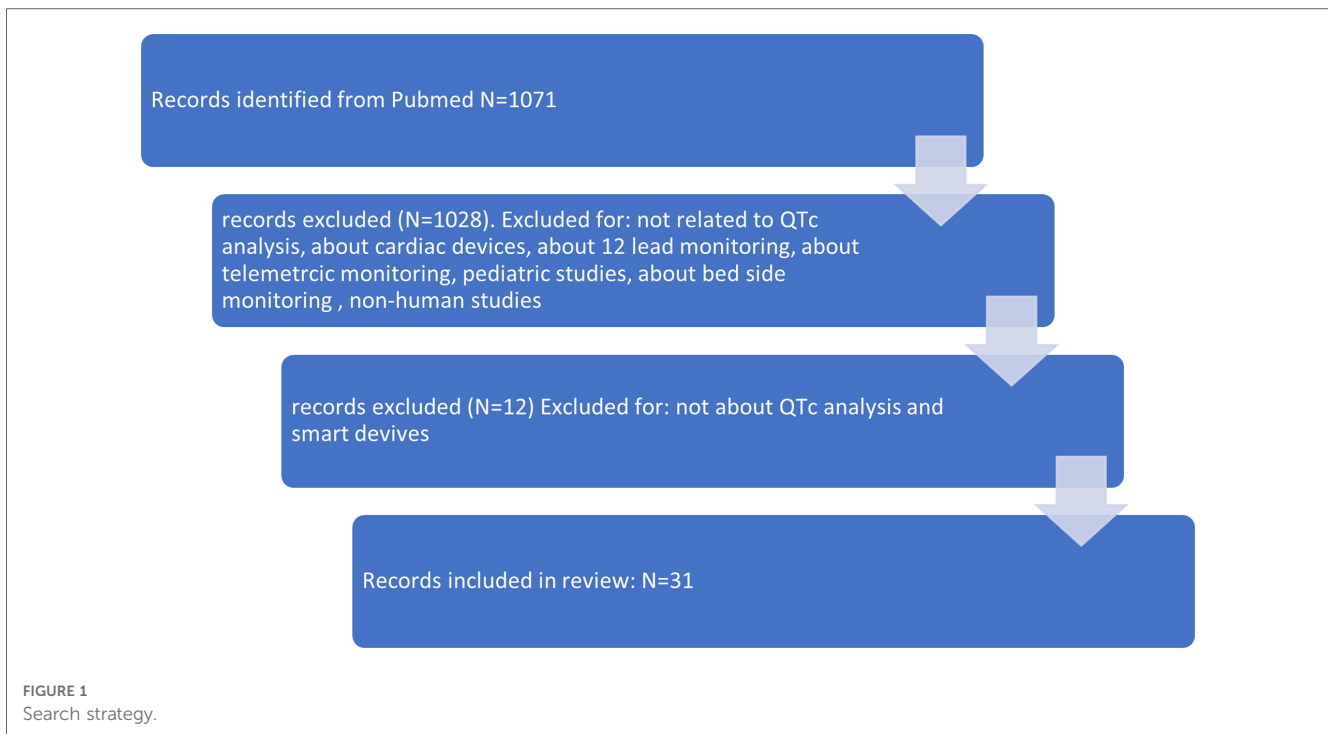 Records identified from Pubmed N=1071
records excluded (N=1028). Excluded for: not related to QTc
analysis, about cardiac devices, about 12 lead monitoring, about
telemetrcic monitoring, pediatric studies, about bed side
monitoring , non-human studies
records excluded (N=12) Excluded for: not about QTc analysis and
smart devives
Records included in review: N=31
FIGURE 1
Search strategy.